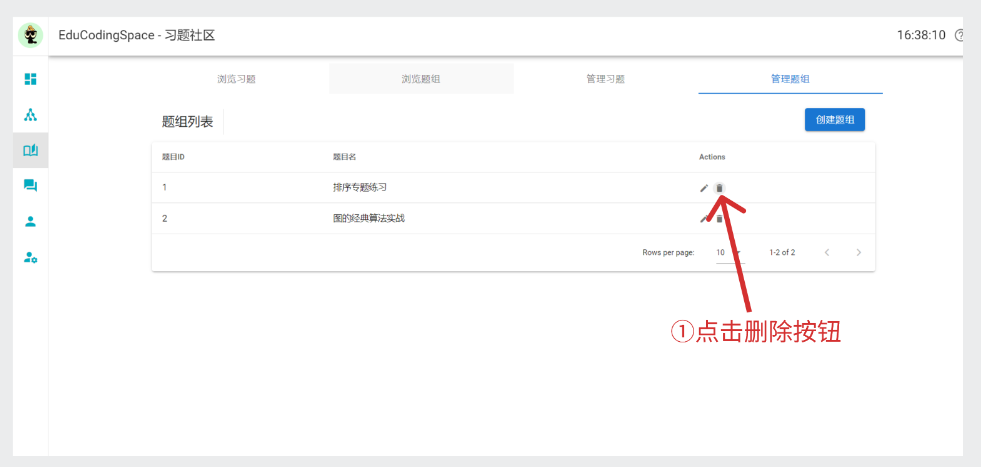 EduCodingSpace - 习题社区
16:38:10
浏览习题
浏览题组
管理习题
管理题组
题组列表
创建题组
题目ID
题目名
Actions
1
排序专题练习
2
图的经典算法实战
Rows per page:
10
1-2 of 2
①点击删除按钮